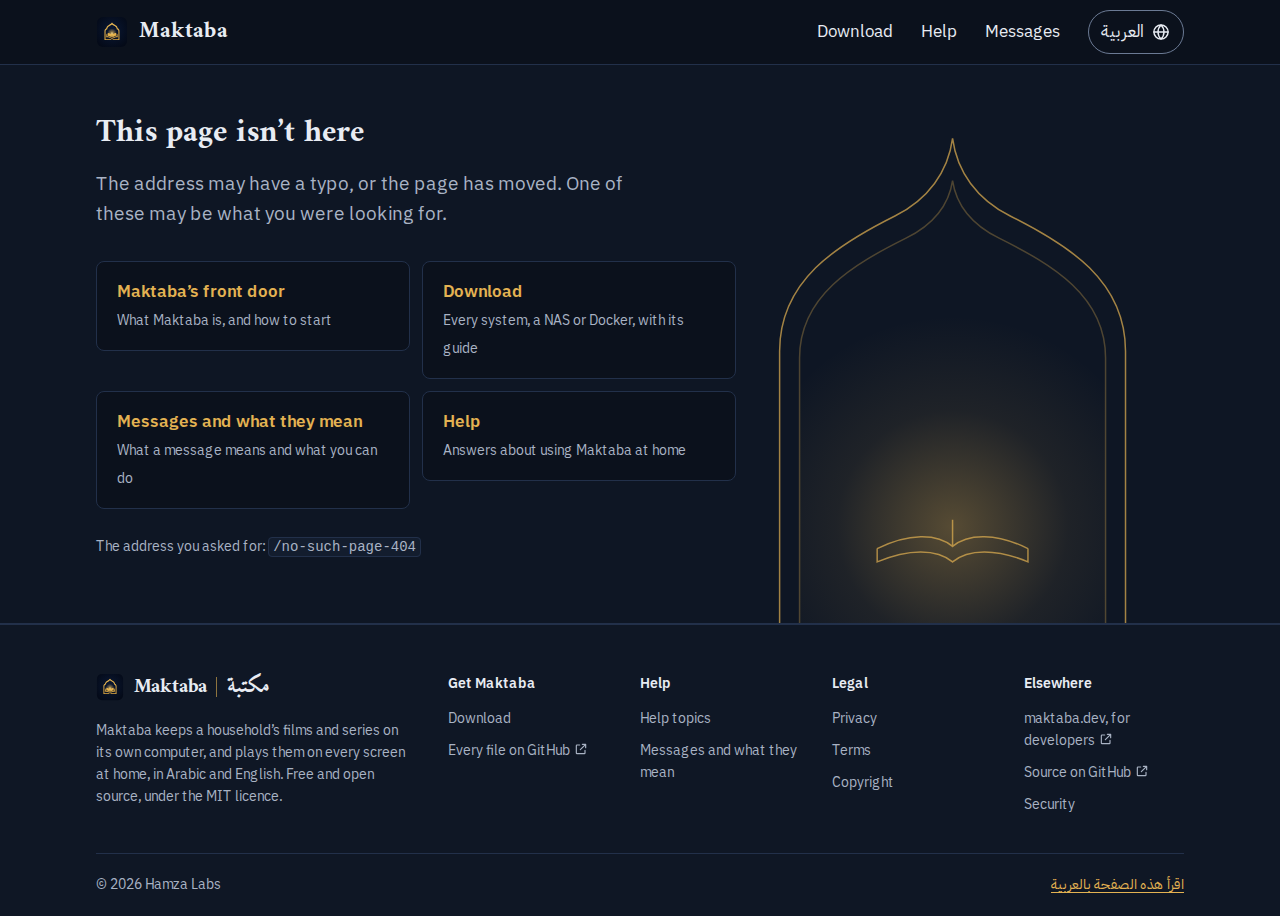 Maktaba
Download
Help
Messages
العربية
This page isn’t here
The address may have a typo, or the page has moved. One of
these may be what you were looking for.
Maktaba’s front door
What Maktaba is, and how to start
Download
Every system, a NAS or Docker, with its
guide
Messages and what they mean
What a message means and what you can
do
Help
Answers about using Maktaba at home
The address you asked for: /no-such-page-404
Maktaba | مكتبة
Maktaba keeps a household’s films and series on
its own computer, and plays them on every screen
at home, in Arabic and English. Free and open
source, under the MIT licence.
Get Maktaba
Download
Every file on GitHub
Help
Help topics
Messages and what they
mean
Legal
Privacy
Terms
Copyright
Elsewhere
maktaba.dev, for
developers
Source on GitHub
Security
© 2026 Hamza Labs
اقرأ هذه الصفحة بالعربية